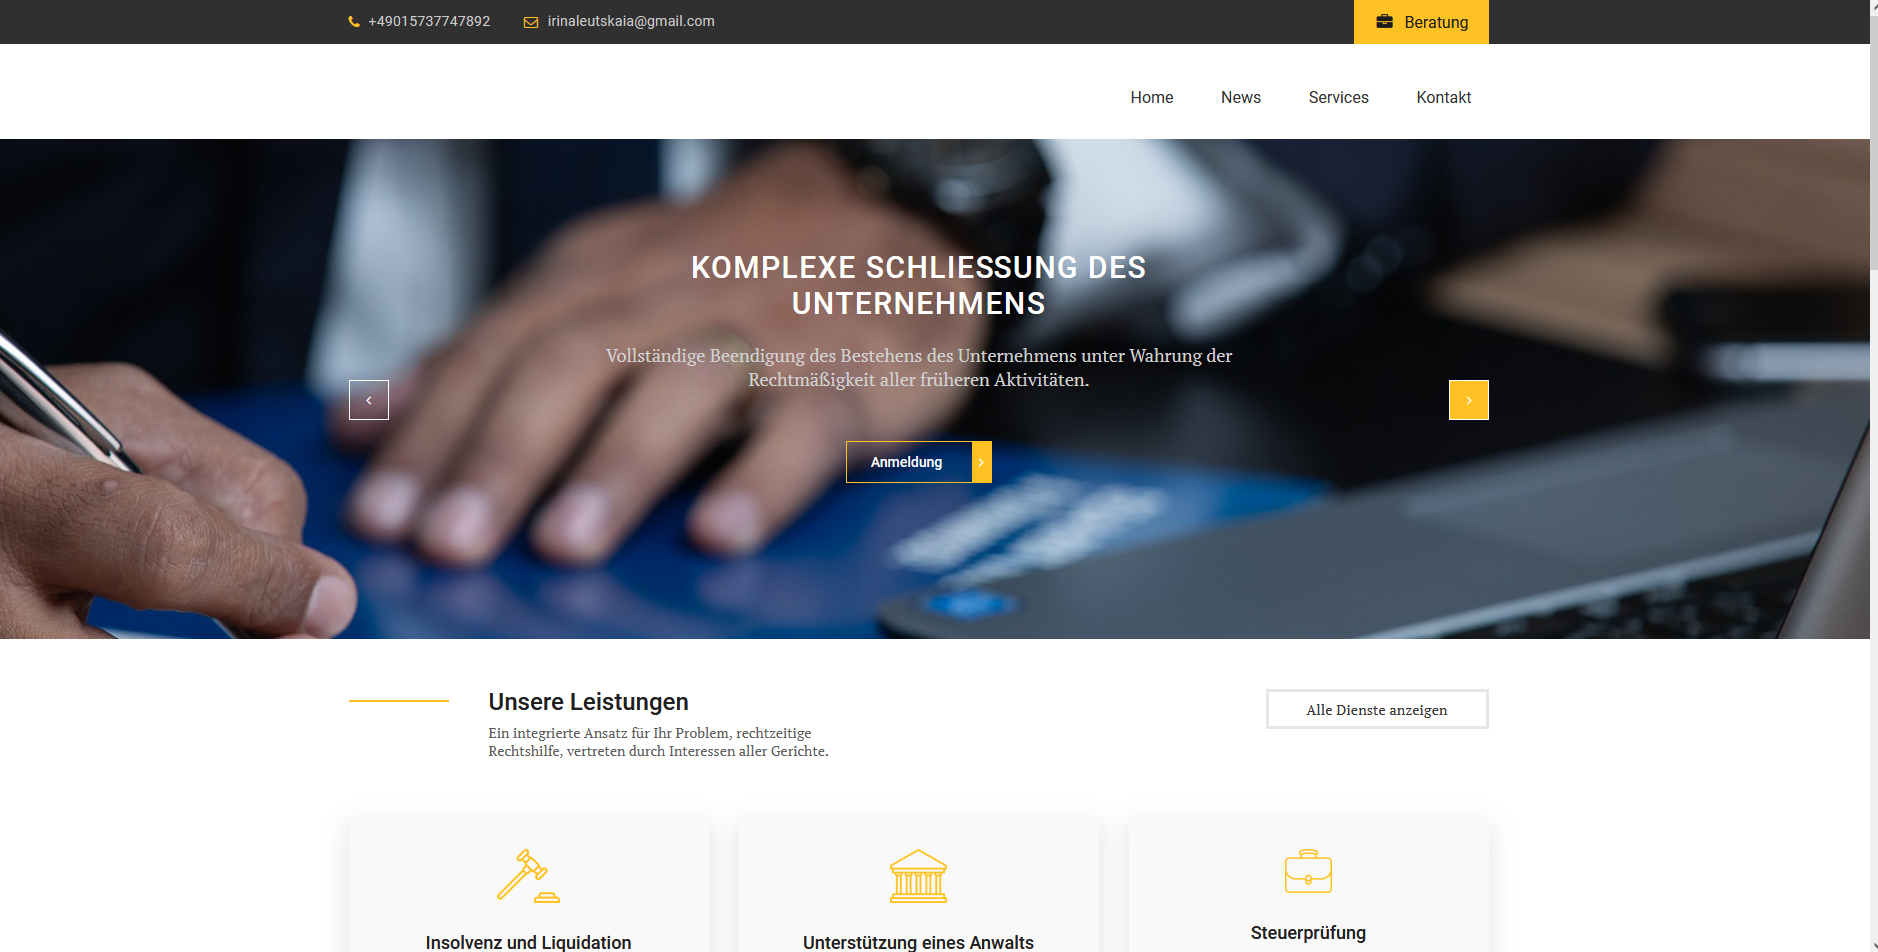 +49015737747892
irinaleutskaia@gmail.com
Beratung
Home
News
Services
Kontakt
KOMPLEXE SCHLIESSUNG DES
UNTERNEHMENS
Vollständige Beendigung des Bestehens des Unternehmens unter Wahrung der
Rechtmäßigkeit aller früheren Aktivitäten.
Anmeldung
Unsere Leistungen
Ein integrierte Ansatz für Ihr Problem, rechtzeitige
Rechtshilfe, vertreten durch Interessen aller Gerichte.
Alle Dienste anzeigen
Insolvenz und Liquidation
Unterstützung eines Anwalts
Steuerprüfung